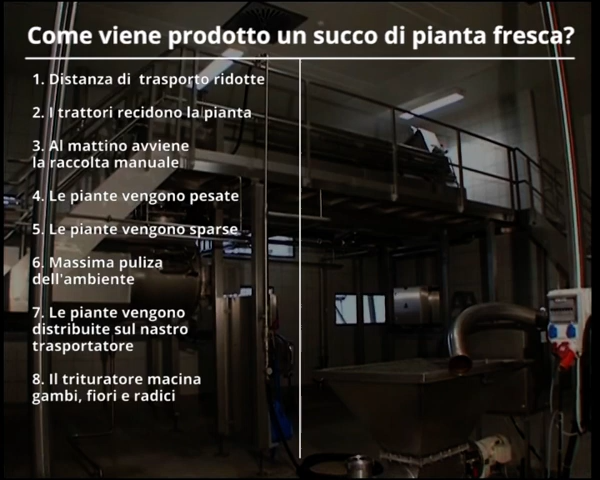 Come viene prodotto un succo di pianta fresca?
1. Distanza di trasporto ridotte
2. I trattori recidono la pianta
3. Al mattino avviene
la raccolta manuale
4. Le piante vengono pesate
5. Le piante vengono sparse
6. Massima puliza
dell'ambiente
7. Le piante vengono
distribuite sul nastro
trasportatore
8. Il trituratore macina
gambi, fiori e radici